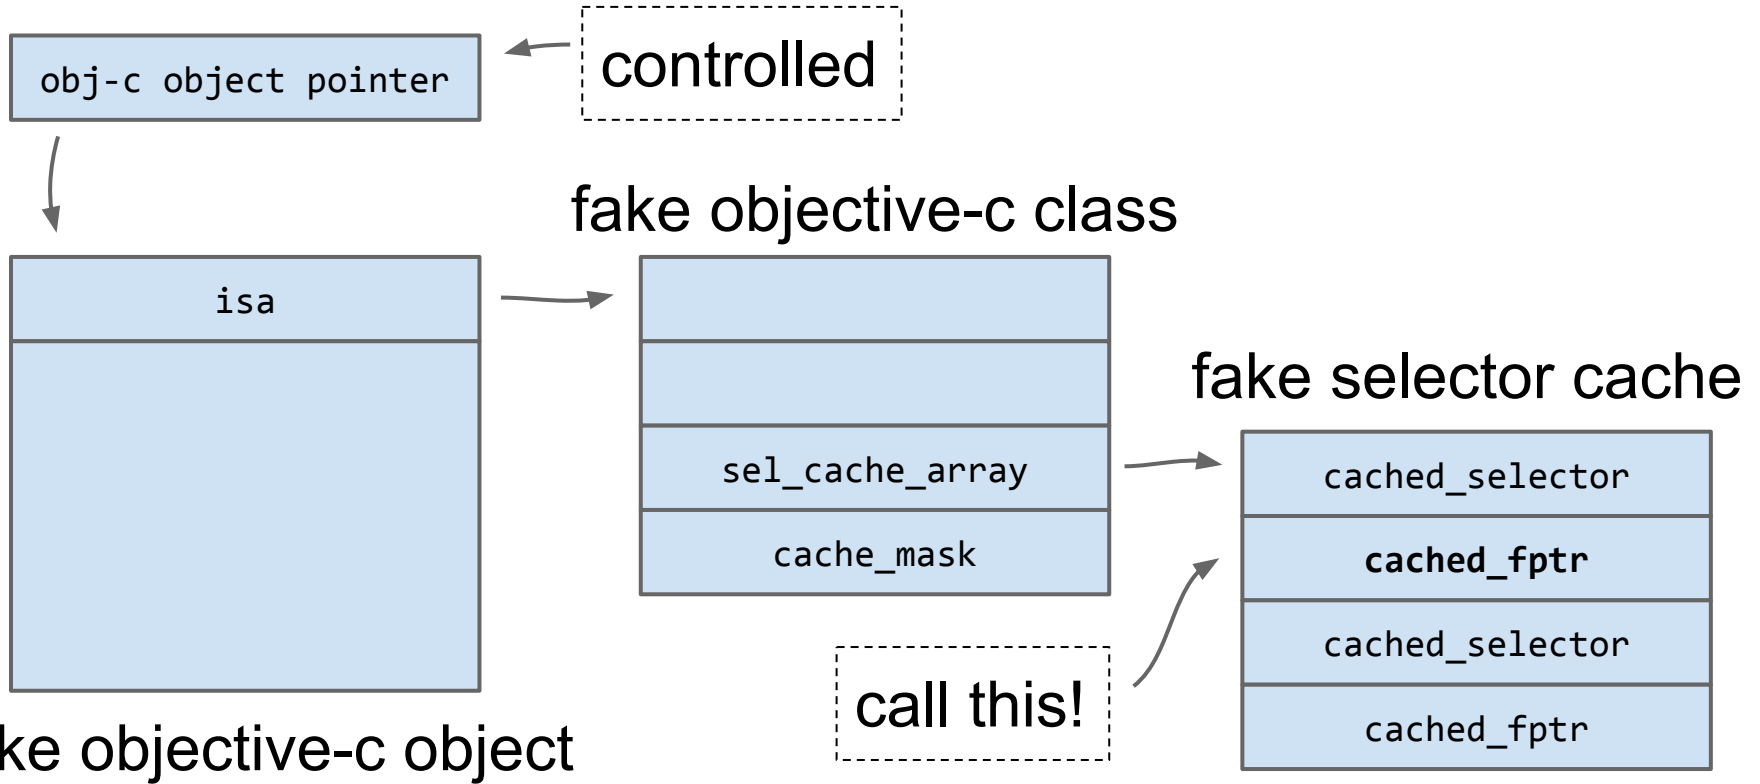 obj-c object pointer
controlled
fake objective-c class
isa
fake selector cache
sel_cache_array
cache_mask
cached_selector
cached_fptr
cached_selector
cached_fptr
call this!
ke objective-c object